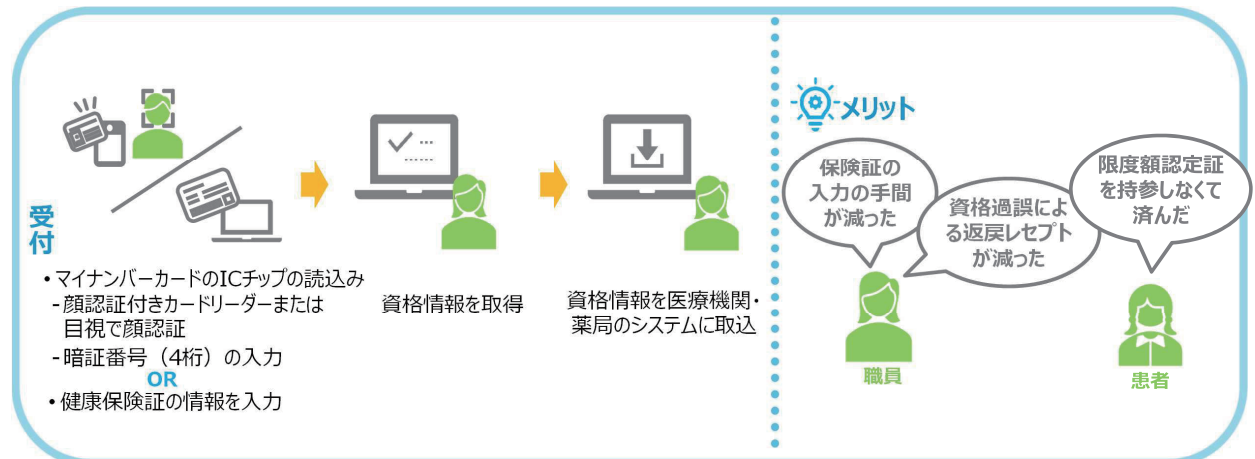 受付
・マイナンバーカードのICチップの読込み
-顔認証付きカードリーダーまたは
目視で顔認証
-暗証番号（4桁）の入力
OR
・健康保険証の情報を入力
資格情報を取得
資格情報を医療機関・
薬局のシステムに取込
メリット
保険証の
入力の手間
が減った
資格過誤によ
る返戻レセプト
が減った
限度額認定証
を持参しなくて
済んだ
職員
患者